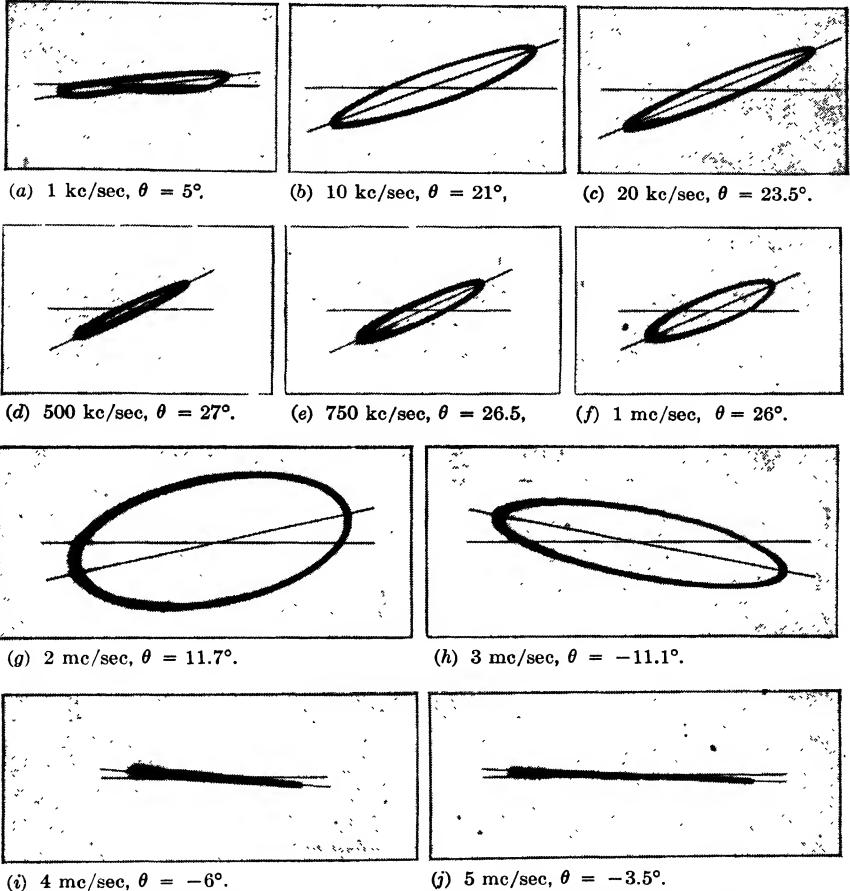 (a) 1 kc/sec, θ = 5°.
(b) 10 kc/sec, θ = 21°,
(c) 20 kc/sec, θ = 23.5°.
(d) 500 kc/sec, θ = 27°.
(e) 750 kc/sec, θ = 26.5,
(f) 1 mc/sec, θ = 26°.
(g) 2 mc/sec, θ = 11.7°.
(h) 3 mc/sec, θ = −11.1°.
(i) 4 mc/sec, θ = −6°.
(j) 5 mc/sec, θ = −3.5°.